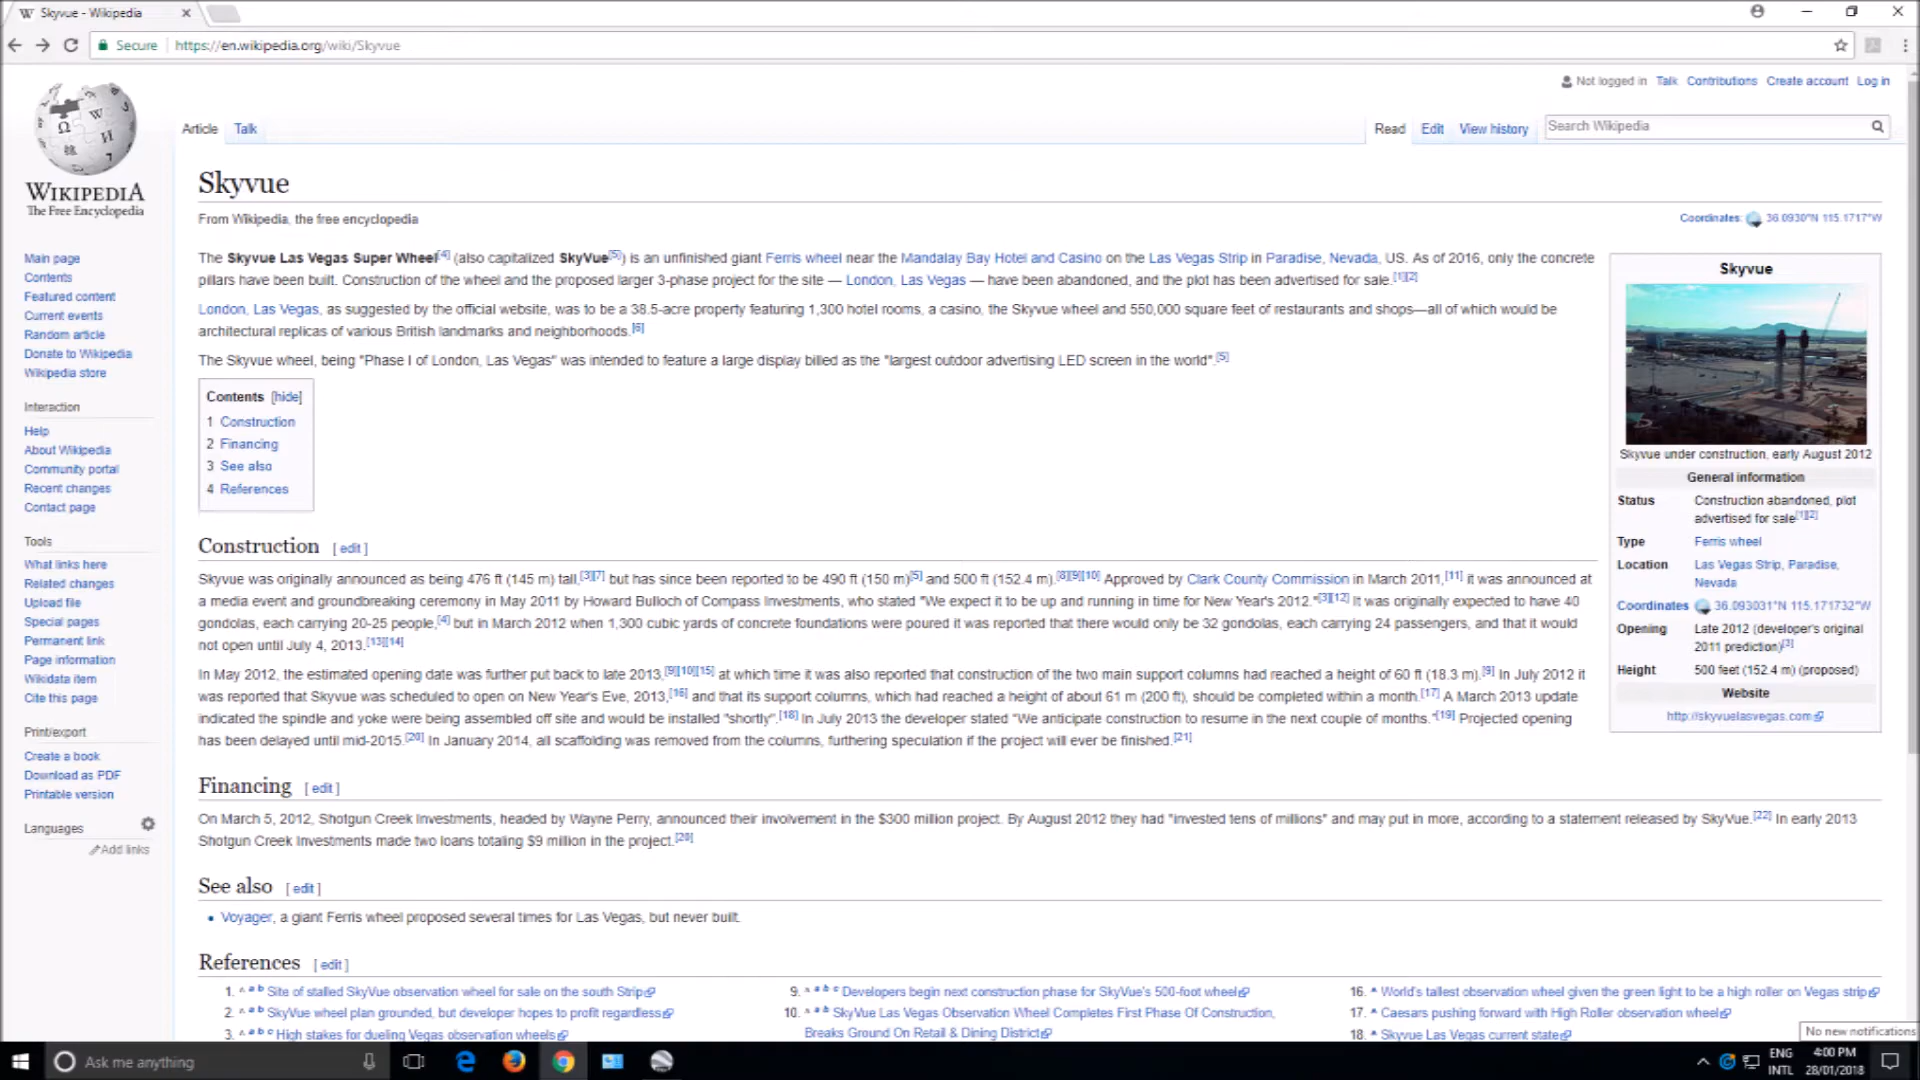 Skyvue - Wikipedia
Secure https://en.wikipedia.org/wiki/Skyvue
Not logged in Talk Contributions Create account Log in
Article Talk
Read Edit View history Search Wikipedia
WIKIPEDIA
The Free Encyclopedia
Main page
Contents
Featured content
Current events
Random article
Donate to Wikipedia
Wikipedia store
Interaction
Help
About Wikipedia
Community portal
Recent changes
Contact page
Tools
What links here
Related changes
Upload file
Special pages
Permanent link
Page information
Wikidata item
Cite this page
Print/export
Create a book
Download as PDF
Printable version
Languages
Add links
Skyvue
From Wikipedia, the free encyclopedia
Coordinates: 36.0930°N 115.1717°W
The Skyvue Las Vegas Super Wheel[4] (also capitalized SkyVue[5]) is an unfinished giant Ferris wheel near the Mandalay Bay Hotel and Casino on the Las Vegas Strip in Paradise, Nevada, US. As of 2016, only the concrete
pillars have been built. Construction of the wheel and the proposed larger 3-phase project for the site — London, Las Vegas — have been abandoned, and the plot has been advertised for sale.[1][2]
London, Las Vegas, as suggested by the official website, was to be a 38.5-acre property featuring 1,300 hotel rooms, a casino, the Skyvue wheel and 550,000 square feet of restaurants and shops—all of which would be
architectural replicas of various British landmarks and neighborhoods.[6]
The Skyvue wheel, being "Phase I of London, Las Vegas" was intended to feature a large display billed as the "largest outdoor advertising LED screen in the world".[5]
Contents [hide]
1 Construction
2 Financing
3 See also
4 References
Construction [ edit ]
Skyvue was originally announced as being 476 ft (145 m) tall,[3][7] but has since been reported to be 490 ft (150 m)[5] and 500 ft (152.4 m).[8][9][10] Approved by Clark County Commission in March 2011,[11] it was announced at
a media event and groundbreaking ceremony in May 2011 by Howard Bulloch of Compass Investments, who stated "We expect it to be up and running in time for New Year's 2012."[3][12] It was originally expected to have 40
gondolas, each carrying 20-25 people,[4] but in March 2012 when 1,300 cubic yards of concrete foundations were poured it was reported that there would only be 32 gondolas, each carrying 24 passengers, and that it would
not open until July 4, 2013.[13][14]
In May 2012, the estimated opening date was further put back to late 2013,[9][10][15] at which time it was also reported that construction of the two main support columns had reached a height of 60 ft (18.3 m).[9] In July 2012 it
was reported that Skyvue was scheduled to open on New Year's Eve, 2013,[16] and that its support columns, which had reached a height of about 61 m (200 ft), should be completed within a month.[17] A March 2013 update
indicated the spindle and yoke were being assembled off site and would be installed "shortly".[18] In July 2013 the developer stated "We anticipate construction to resume in the next couple of months."[19] Projected opening
has been delayed until mid-2015.[20] In January 2014, all scaffolding was removed from the columns, furthering speculation if the project will ever be finished.[21]
Financing [ edit ]
On March 5, 2012, Shotgun Creek Investments, headed by Wayne Perry, announced their involvement in the $300 million project. By August 2012 they had "invested tens of millions" and may put in more, according to a statement released by SkyVue.[22] In early 2013
Shotgun Creek Investments made two loans totaling $9 million in the project.[20]
See also [ edit ]
• Voyager, a giant Ferris wheel proposed several times for Las Vegas, but never built.
References [ edit ]
1. ^ a b Site of stalled SkyVue observation wheel for sale on the south Strip
2. ^ a b SkyVue wheel plan grounded, but developer hopes to profit regardless
3. ^ a b c High stakes for dueling Vegas observation wheels
9. ^ a b c Developers begin next construction phase for SkyVue's 500-foot wheel
10. ^ a b SkyVue Las Vegas Observation Wheel Completes First Phase Of Construction,
Breaks Ground On Retail & Dining District
16. ^ World's tallest observation wheel given the green light to be a high roller on Vegas strip
17. ^ Caesars pushing forward with High Roller observation wheel
18. ^ Skyvue Las Vegas current state
Skyvue
Skyvue under construction, early August 2012
General information
Status Construction abandoned, plot
advertised for sale[1][2]
Type Ferris wheel
Location Las Vegas Strip, Paradise,
Nevada
Coordinates 36.093031°N 115.171732°W
Opening Late 2012 (developer's original
2011 prediction)[3]
Height 500 feet (152.4 m) (proposed)
Website
http://skyvuelasvegas.com
No new notifications
Ask me anything
ENG
INTL
4:00 PM
28/01/2018